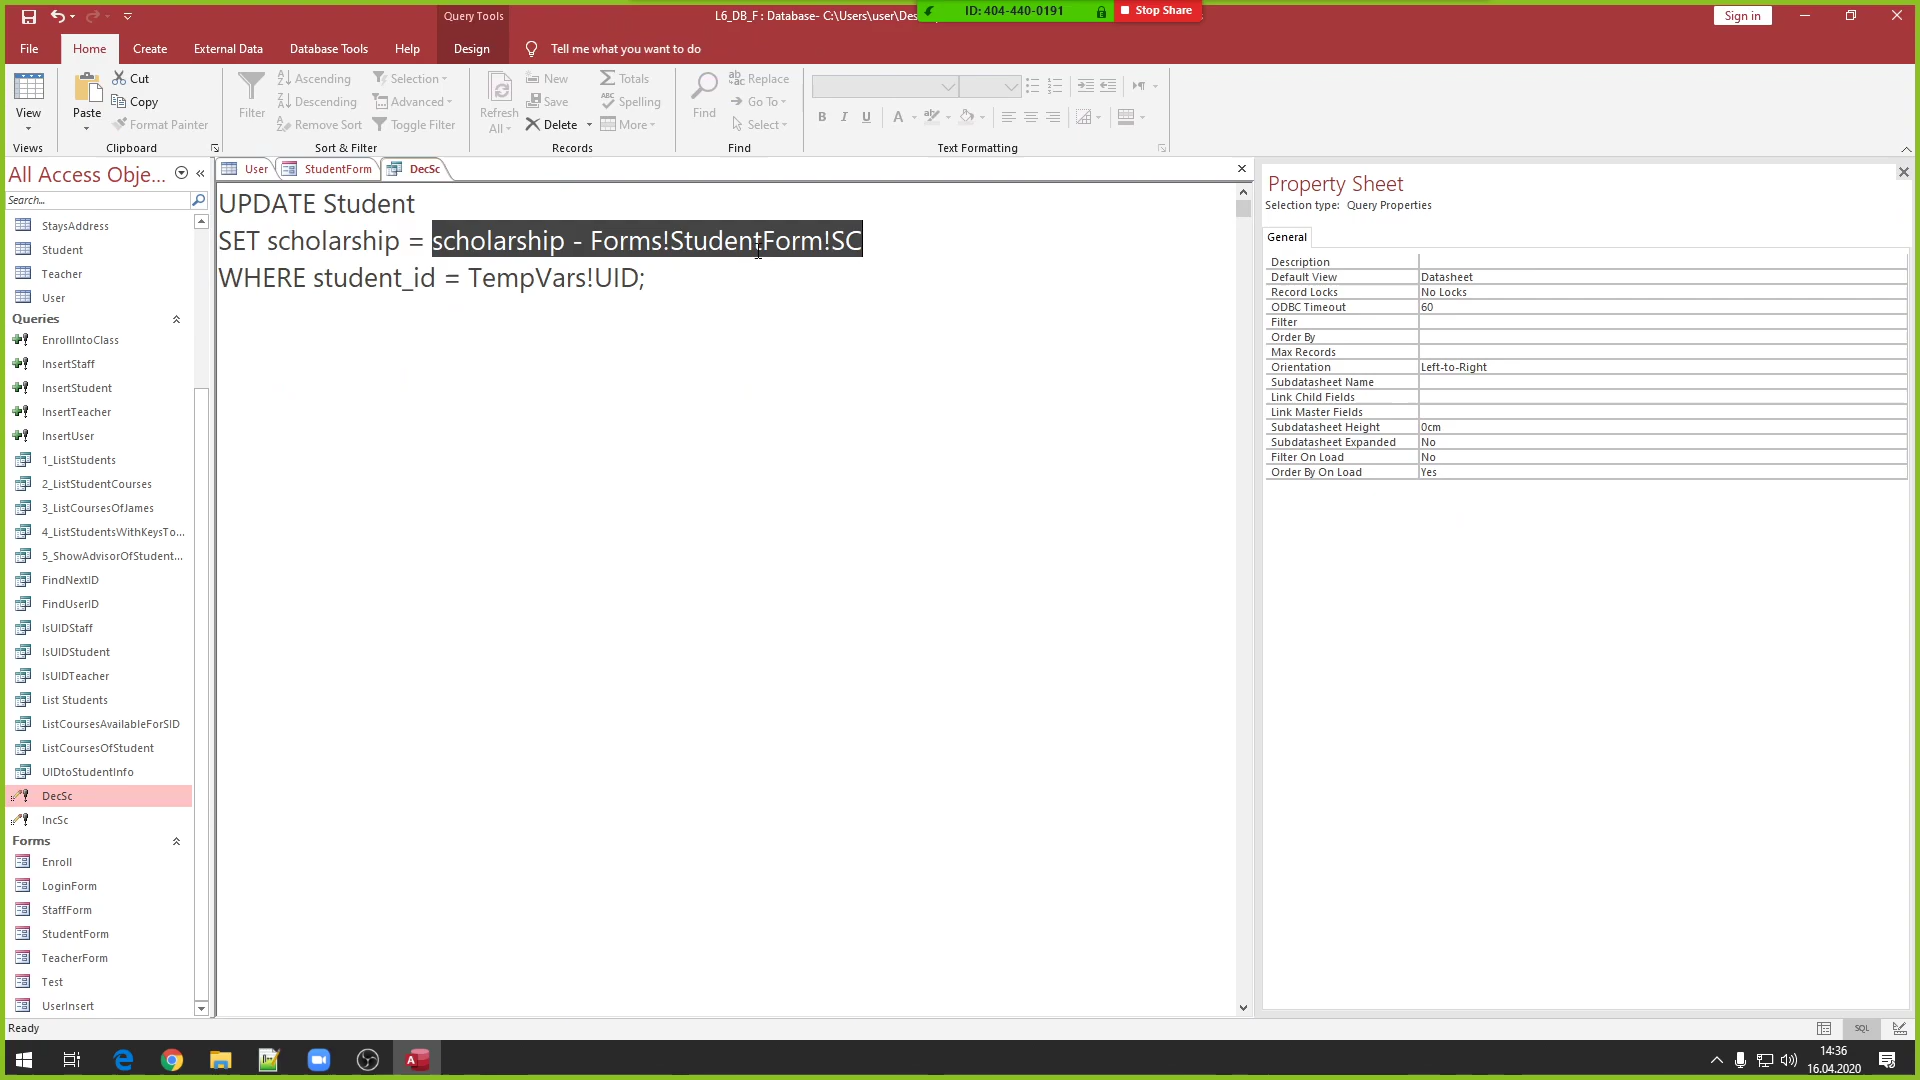 Query Tools
L6_DB_F : Database- C:\Users\user\Des
ID: 404-440-0191
Stop Share
Sign in
File
Home
Create
External Data
Database Tools
Help
Design
Tell me what you want to do
View
Paste
Cut
Copy
Format Painter
Filter
Ascending
Descending
Remove Sort
Selection
Advanced
Toggle Filter
Refresh All
New
Save
Delete
Totals
Spelling
More
Find
Replace
Go To
Select
B I U A
Views
Clipboard
Sort & Filter
Records
Find
Text Formatting
All Access Obje...
Search...
StaysAddress
Student
Teacher
User
Queries
EnrollIntoClass
InsertStaff
InsertStudent
InsertTeacher
InsertUser
1_ListStudents
2_ListStudentCourses
3_ListCoursesOfJames
4_ListStudentsWithKeysTo...
5_ShowAdvisorOfStudent...
FindNextID
FindUserID
IsUIDStaff
IsUIDStudent
IsUIDTeacher
List Students
ListCoursesAvailableForSID
ListCoursesOfStudent
UIDtoStudentInfo
DecSc
IncSc
Forms
Enroll
LoginForm
StaffForm
StudentForm
TeacherForm
Test
UserInsert
User
StudentForm
DecSc
UPDATE Student
SET scholarship = scholarship - Forms!StudentForm!SC
WHERE student_id = TempVars!UID;
Property Sheet
Selection type: Query Properties
General
Description
Default View Datasheet
Record Locks No Locks
ODBC Timeout 60
Filter
Order By
Max Records
Orientation Left-to-Right
Subdatasheet Name
Link Child Fields
Link Master Fields
Subdatasheet Height 0cm
Subdatasheet Expanded No
Filter On Load No
Order By On Load Yes
Ready
SQL
14:36
16.04.2020